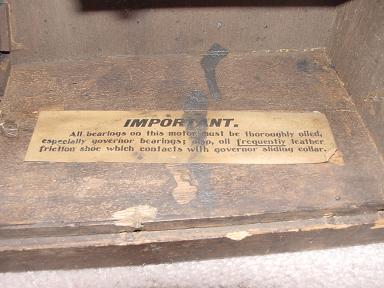 IMPORTANT.
All bearings on this motor must be thoroughly oiled,
especially governor bearings; also, oil frequently leather
friction shoe which contacts with governor sliding collar.